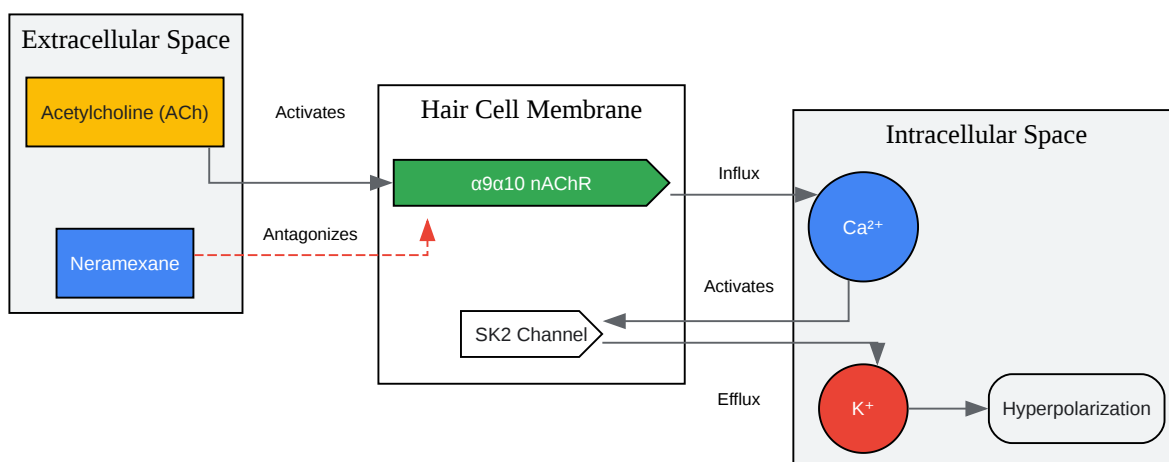 Extracellular Space
Acetylcholine (ACh)
Activates
Neramexane
Antagonizes
Hair Cell Membrane
α9α10 nAChR
Influx
SK2 Channel
Activates
Efflux
Intracellular Space
Ca²⁺
K⁺
Hyperpolarization